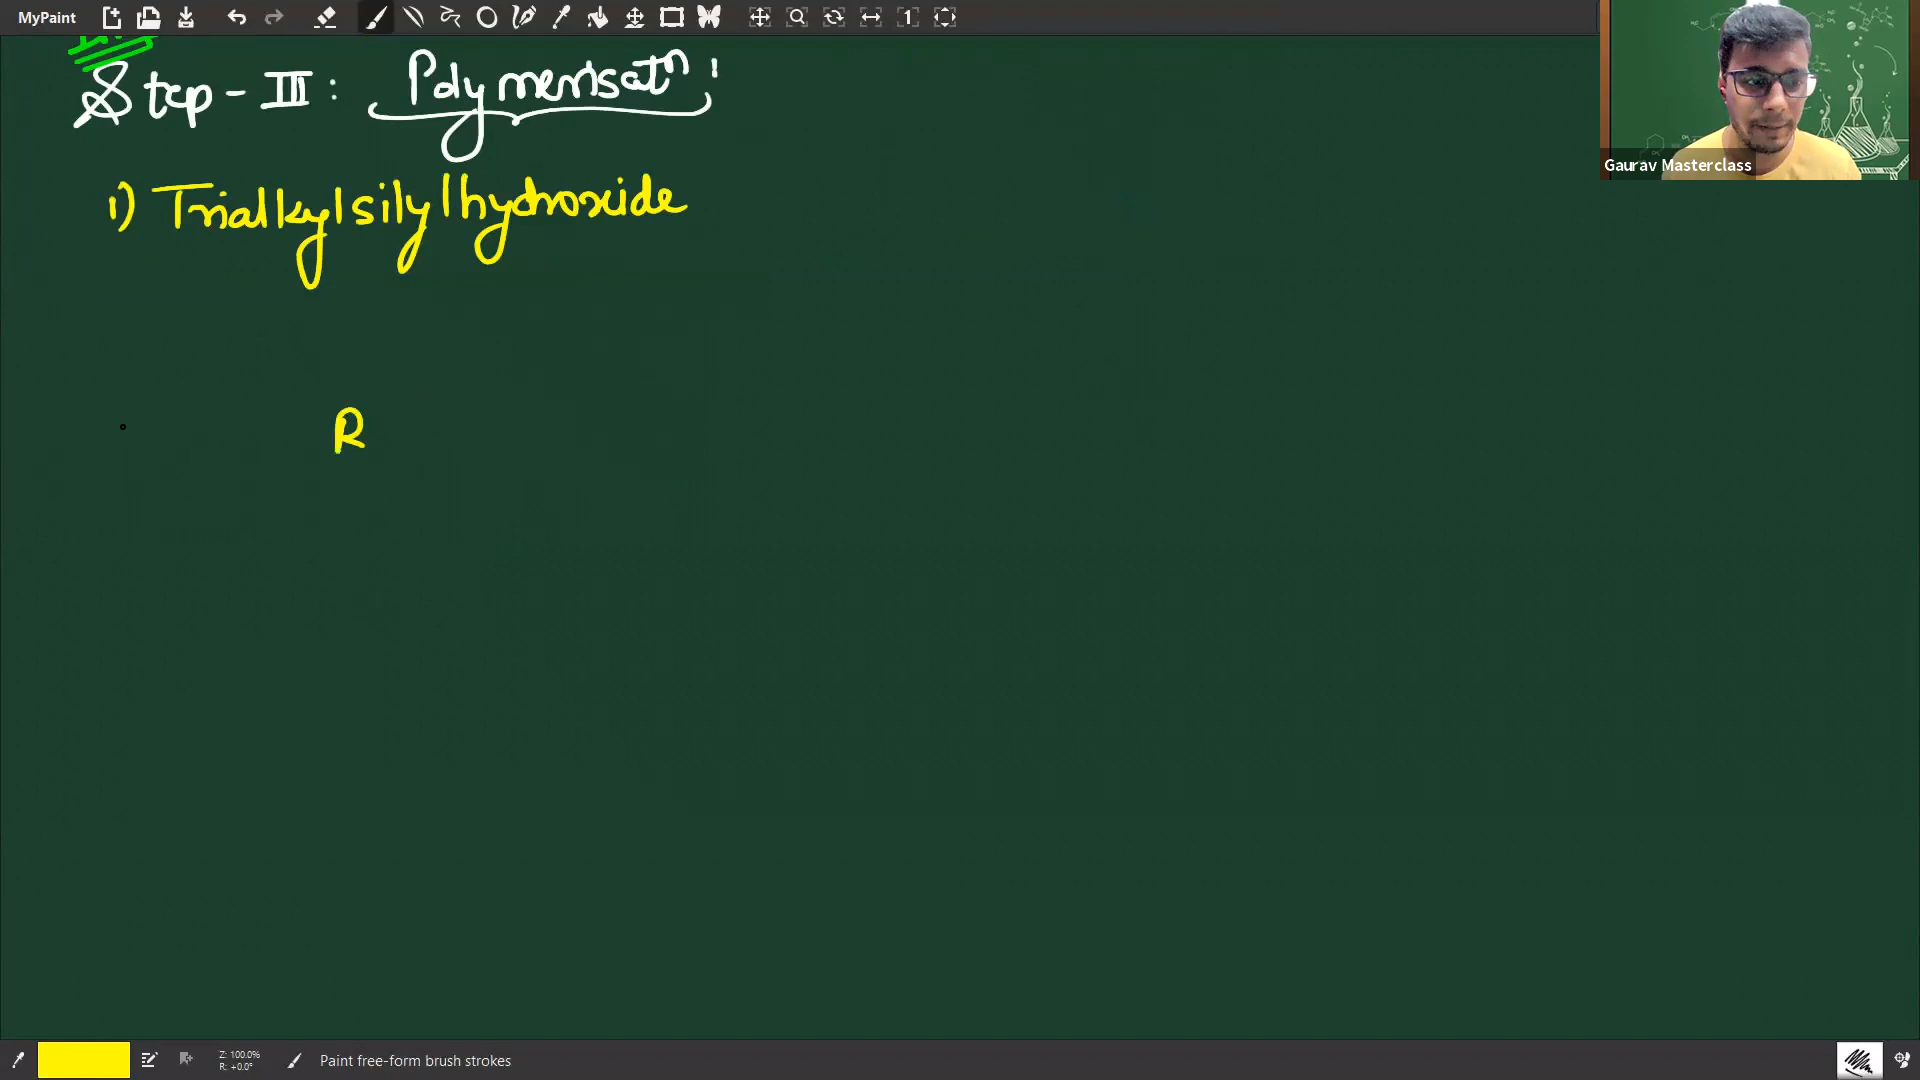 MyPaint
Step - III : Polymerisatn :
Gaurav Masterclass
1) Trialkylsilylhydroxide
R
Z: 100.0%
R: +0.0°
Paint free-form brush strokes